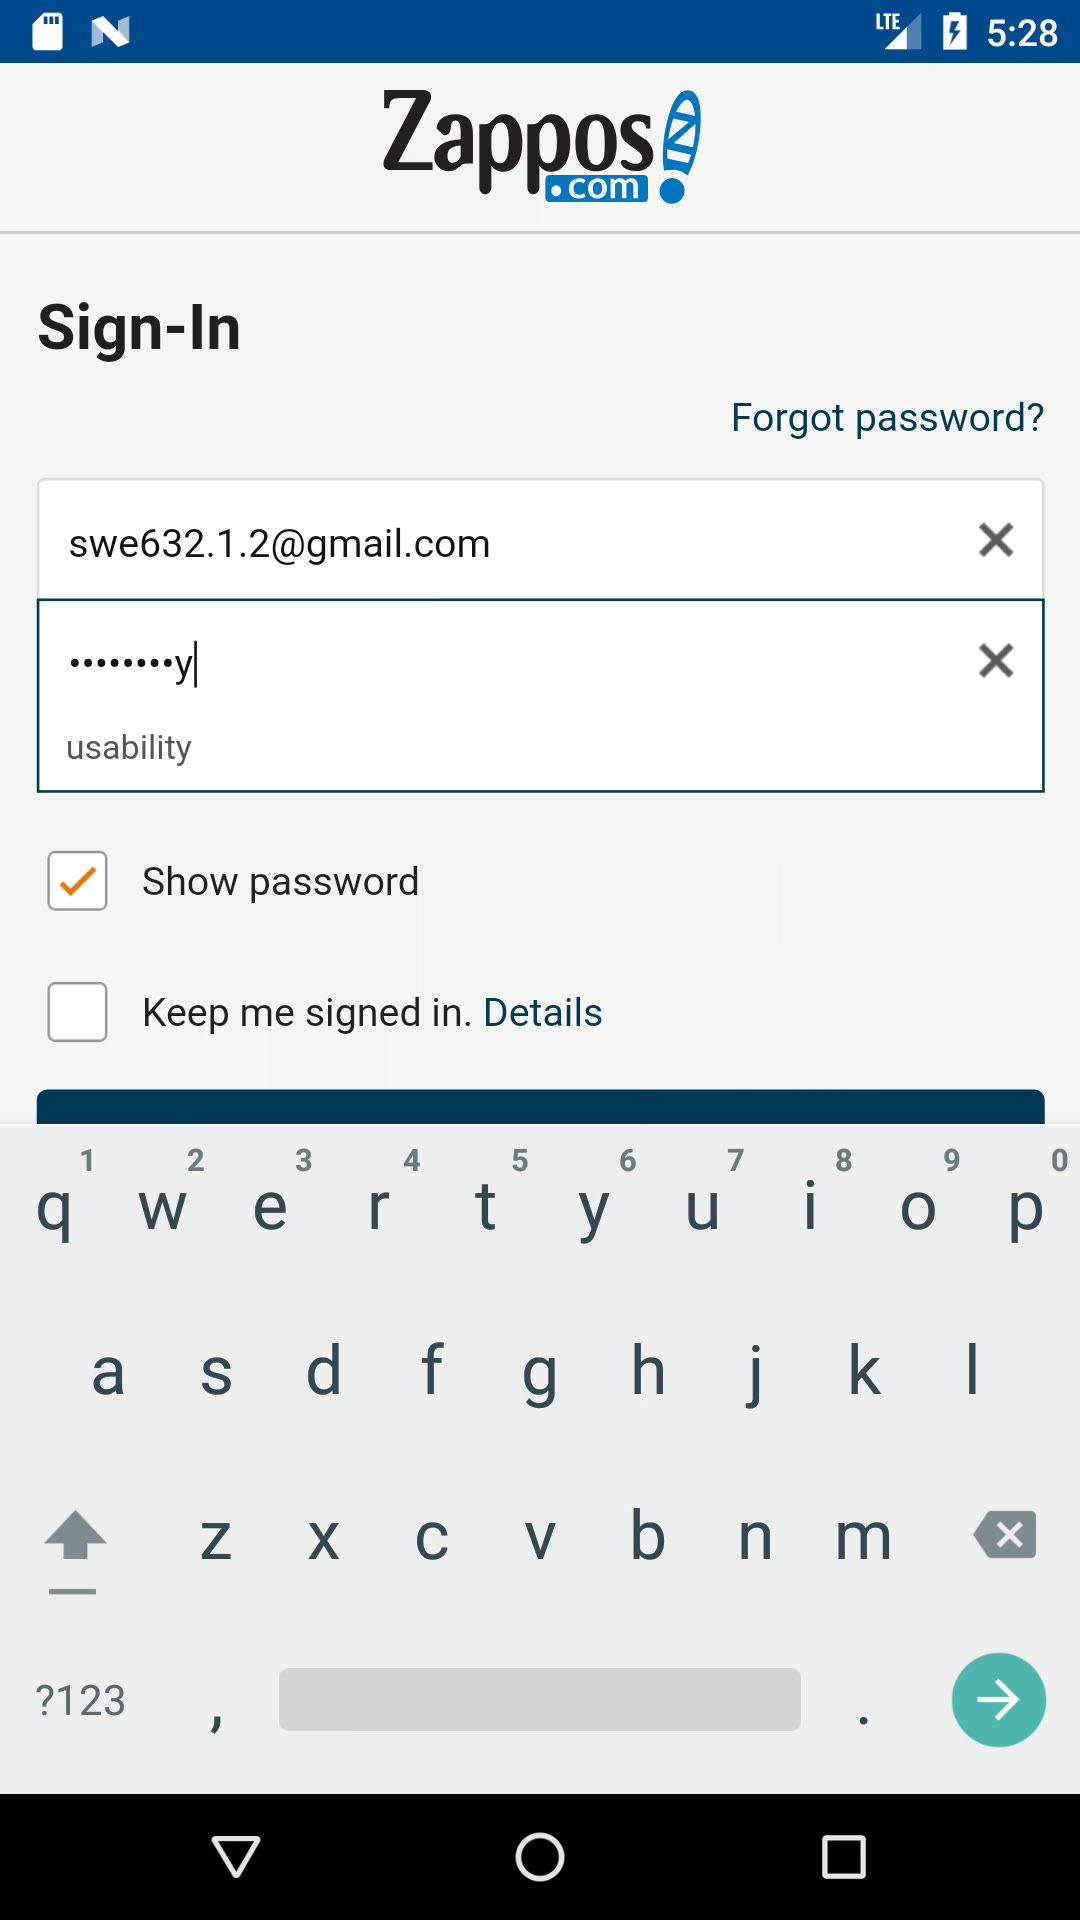 LTE 5:28
Zappos
.com
Sign-In
Forgot password?
swe632.1.2@gmail.com
••••••••y
usability
Show password
Keep me signed in. Details
1 2 3 4 5 6 7 8 9 0
q w e r t y u i o p
a s d f g h j k l
z x c v b n m
?123 , .